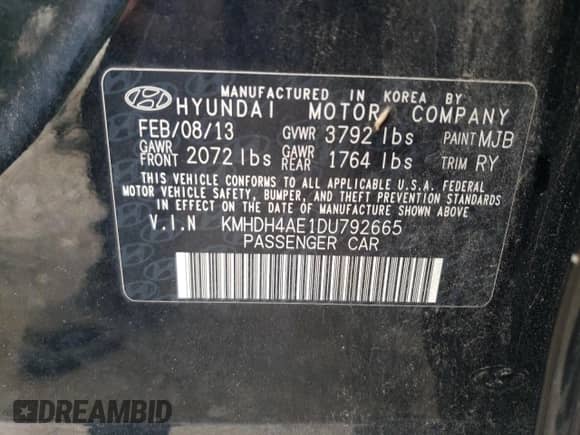 MANUFACTURED IN KOREA BY
HYUNDAI MOTOR COMPANY
FEB/08/13 GVWR 3792 lbs PAINT MJB
GAWR FRONT 2072 lbs GAWR REAR 1764 lbs TRIM RY
THIS VEHICLE CONFORMS TO ALL APPLICABLE U.S.A. FEDERAL
MOTOR VEHICLE SAFETY, BUMPER, AND THEFT PREVENTION STANDARDS
IN EFFECT ON THE DATE OF MANUFACTURE SHOWN ABOVE
V.I.N KMHDH4AE1DU792665
PASSENGER CAR
DREAMBID